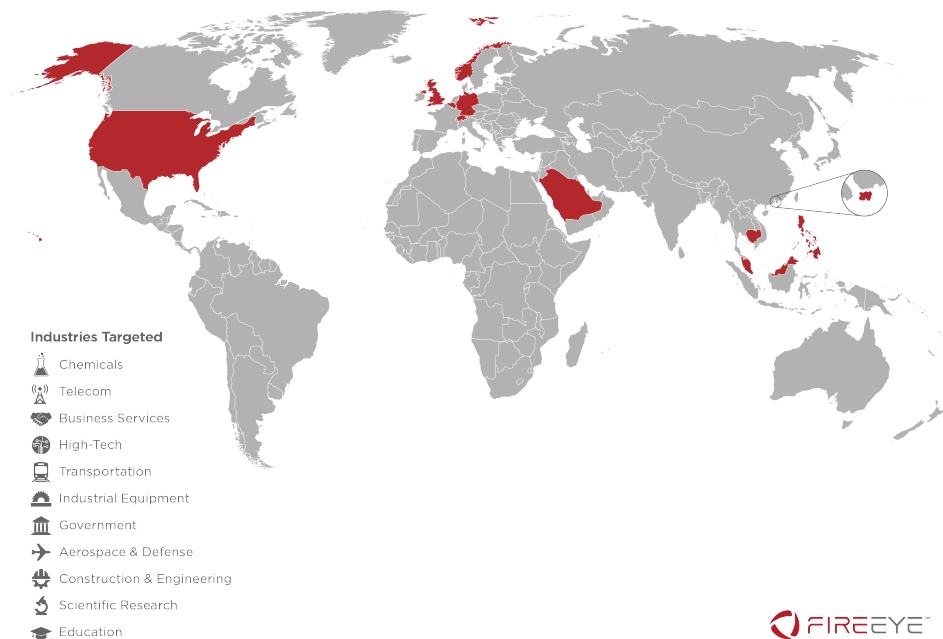 Industries Targeted
Chemicals
Telecom
Business Services
High-Tech
Transportation
Industrial Equipment
Government
Aerospace & Defense
Construction & Engineering
Scientific Research
Education
FIREEYE™